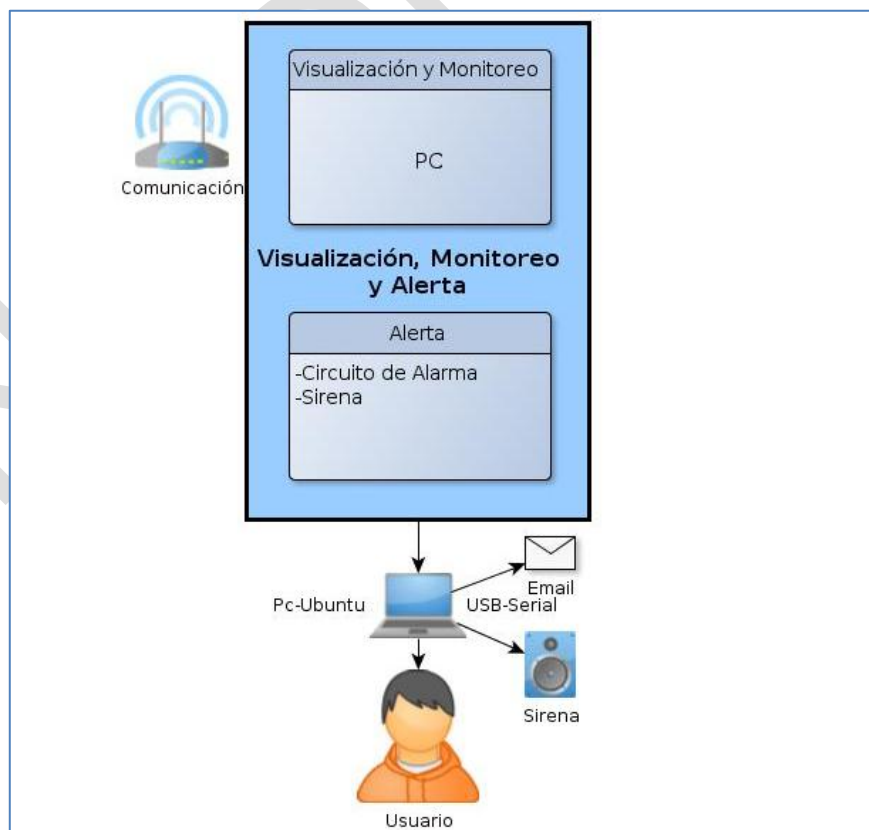 Visualización y Monitoreo
PC
Comunicación
Visualización, Monitoreo
y Alerta
Alerta
-Circuito de Alarma
-Sirena
Email
Pc-Ubuntu
USB-Serial
Sirena
Usuario